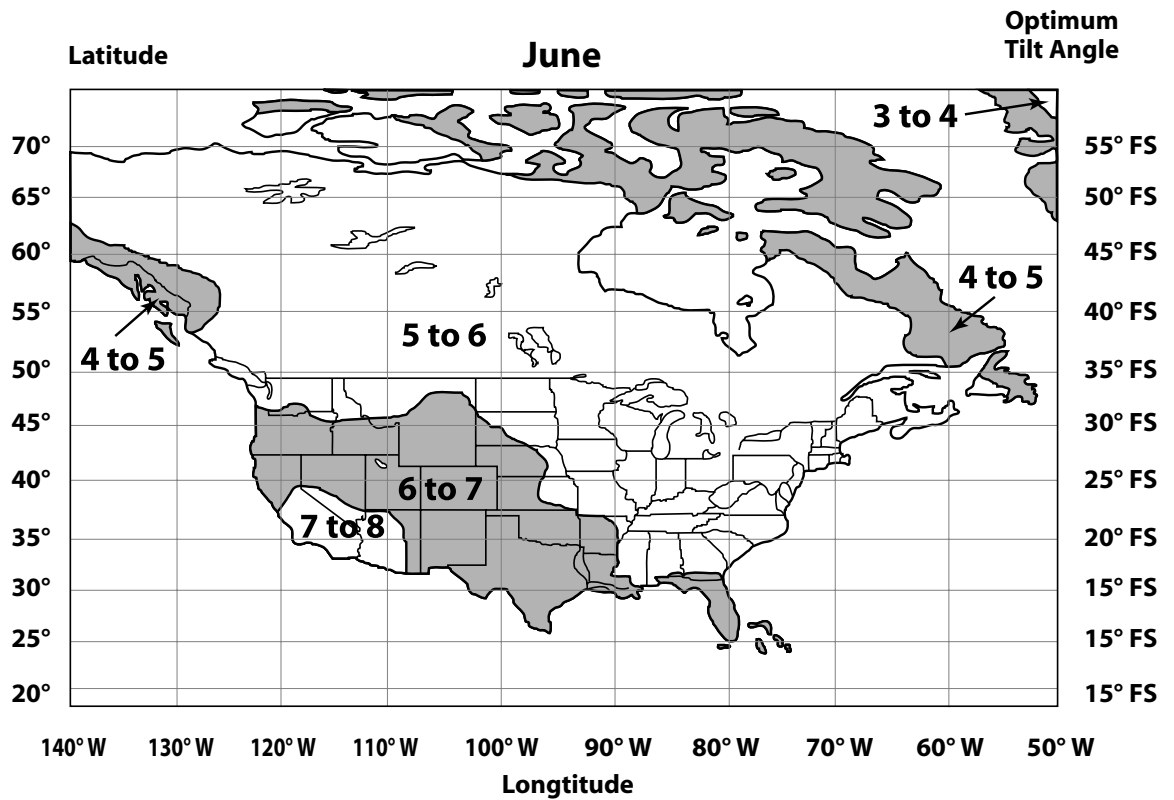 Latitude
June
Optimum
Tilt Angle
3 to 4
70°
55° FS
65°
50° FS
60°
45° FS
4 to 5
55°
40° FS
5 to 6
4 to 5
50°
35° FS
45°
30° FS
40°
25° FS
6 to 7
7 to 8
35°
20° FS
30°
15° FS
25°
15° FS
20°
15° FS
140° W 130° W 120° W 110° W 100° W 90° W 80° W 70° W 60° W 50° W
Longtitude